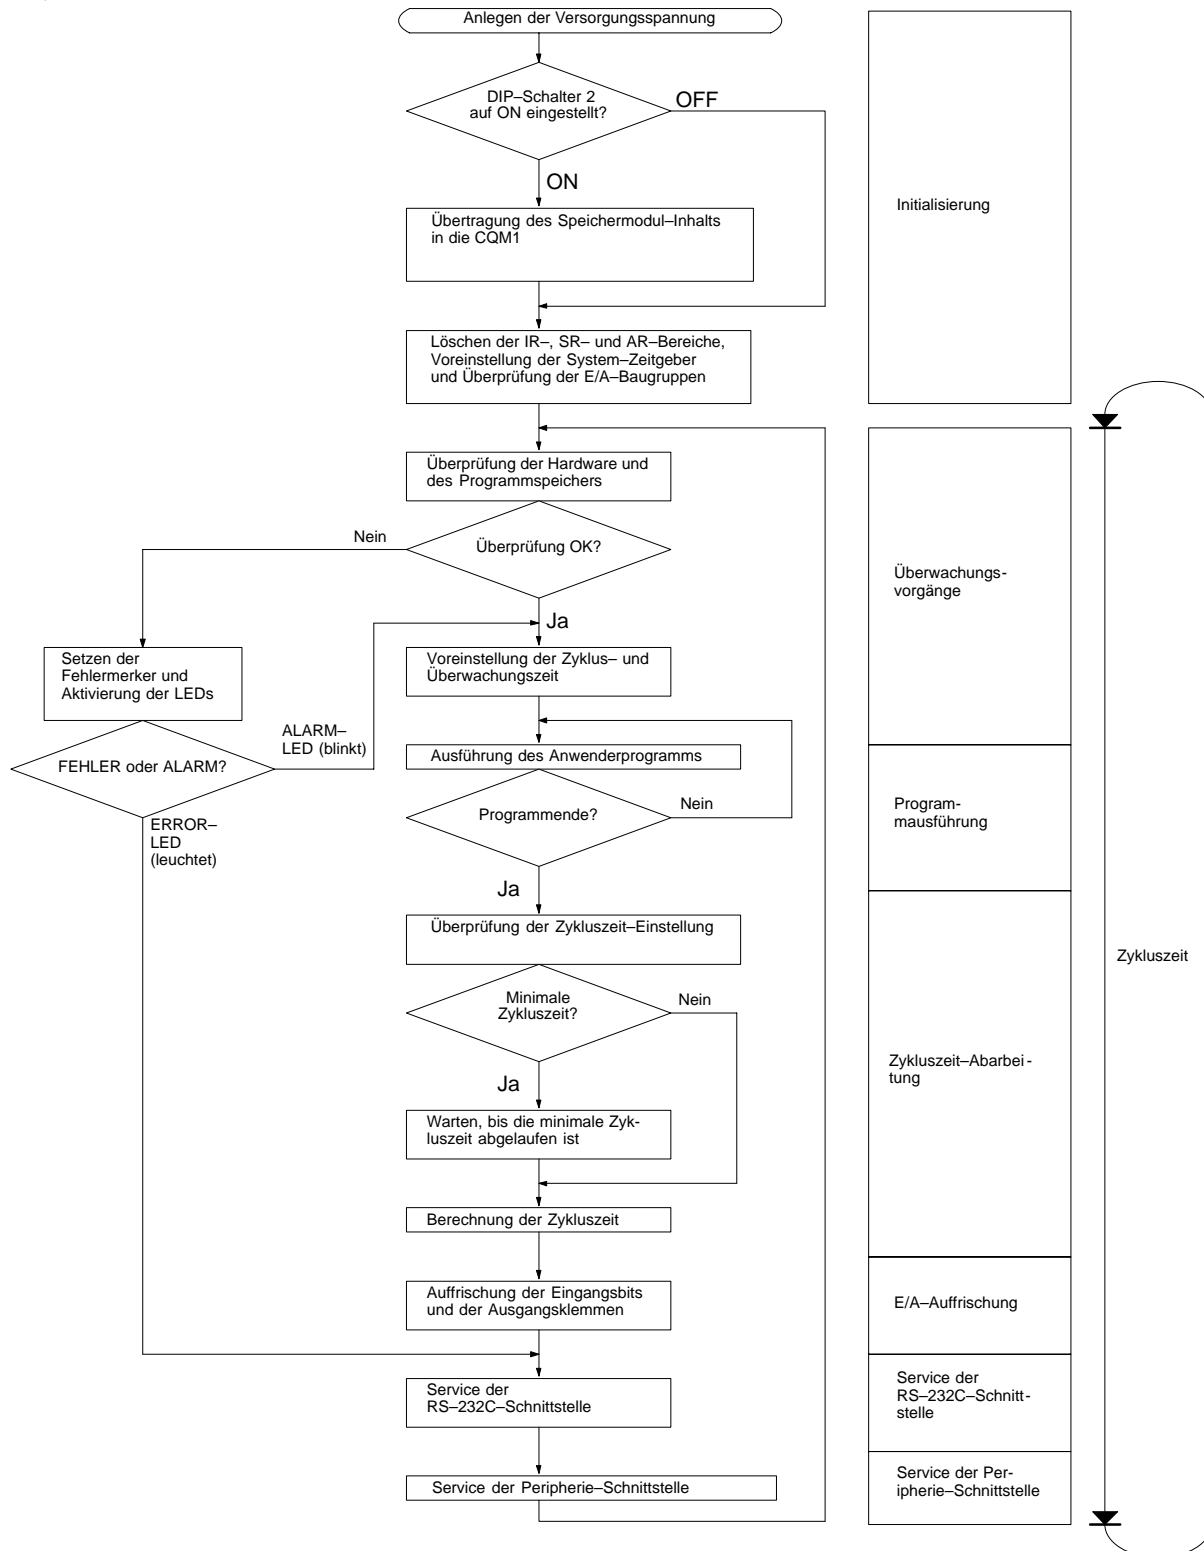 Anlegen der Versorgungsspannung
DIP–Schalter 2
auf ON eingestellt?
OFF
ON
Übertragung des Speichermodul–Inhalts
in die CQM1
Initialisierung
Löschen der IR–, SR– und AR–Bereiche,
Voreinstellung der System–Zeitgeber
und Überprüfung der E/A–Baugruppen
Überprüfung der Hardware und
des Programmspeichers
Nein
Überprüfung OK?
Überwachungs-
vorgänge
Ja
Setzen der
Fehlermerker und
Aktivierung der LEDs
Voreinstellung der Zyklus– und
Überwachungszeit
ALARM–
LED (blinkt)
FEHLER oder ALARM?
Ausführung des Anwenderprogramms
Nein
Programmende?
Program-
mausführung
ERROR–
LED
(leuchtet)
Ja
Überprüfung der Zykluszeit–Einstellung
Zykluszeit
Minimale
Zykluszeit?
Nein
Zykluszeit–Abarbei-
tung
Ja
Warten, bis die minimale Zyk-
luszeit abgelaufen ist
Berechnung der Zykluszeit
Auffrischung der Eingangsbits
und der Ausgangsklemmen
E/A–Auffrischung
Service der
RS–232C–Schnittstelle
Service der
RS–232C–Schnitt-
stelle
Service der Peripherie–Schnittstelle
Service der Per-
ipherie–Schnittstelle